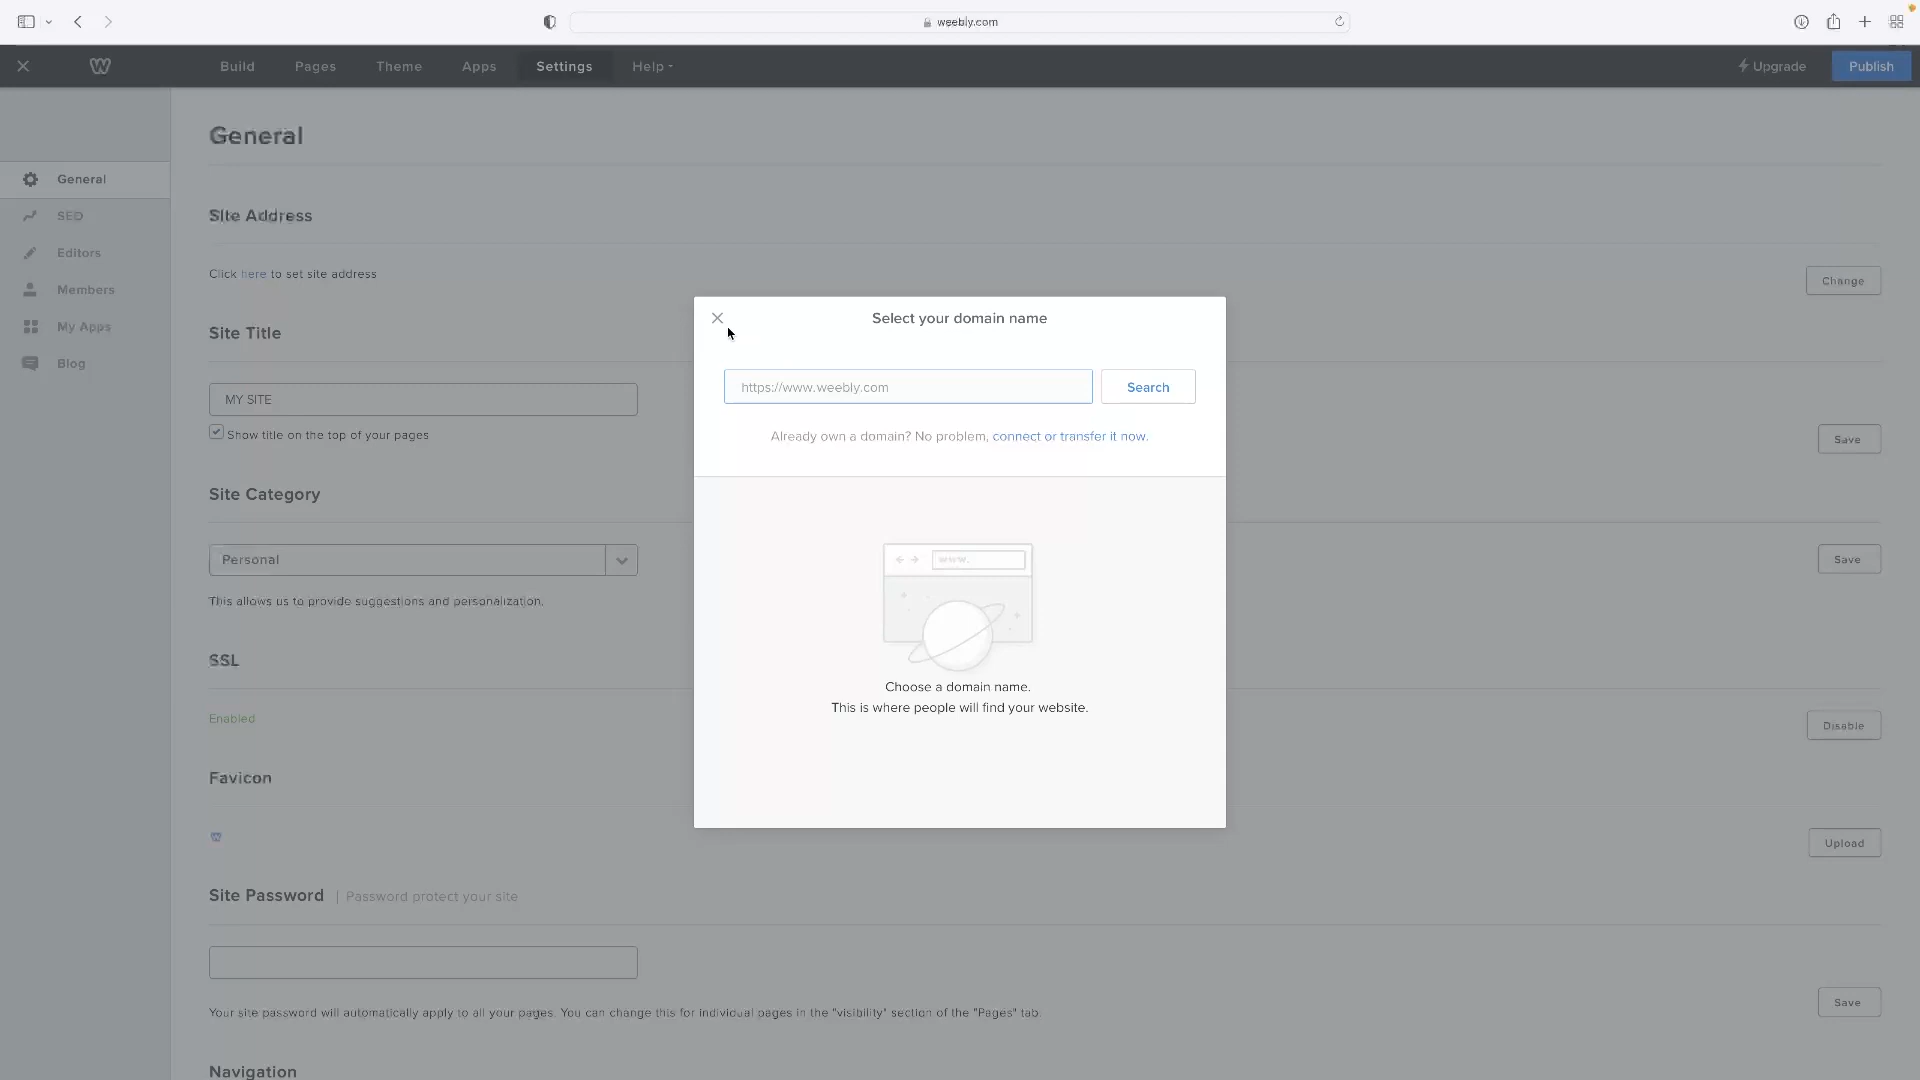 weebly.com
Build
Pages
Theme
Apps
Settings
Help
Upgrade
Publish
General
General
SEO
Editors
Members
My Apps
Blog
Site Address
Click here to set site address
Change
Site Title
MY SITE
Show title on the top of your pages
Save
Site Category
Personal
Save
This allows us to provide suggestions and personalization.
SSL
Enabled
Disable
Favicon
Upload
Site Password | Password protect your site
Your site password will automatically apply to all your pages. You can change this for individual pages in the "visibility" section of the "Pages" tab.
Save
Navigation
Select your domain name
https://www.weebly.com
Search
Already own a domain? No problem, connect or transfer it now.
www.
Choose a domain name.
This is where people will find your website.